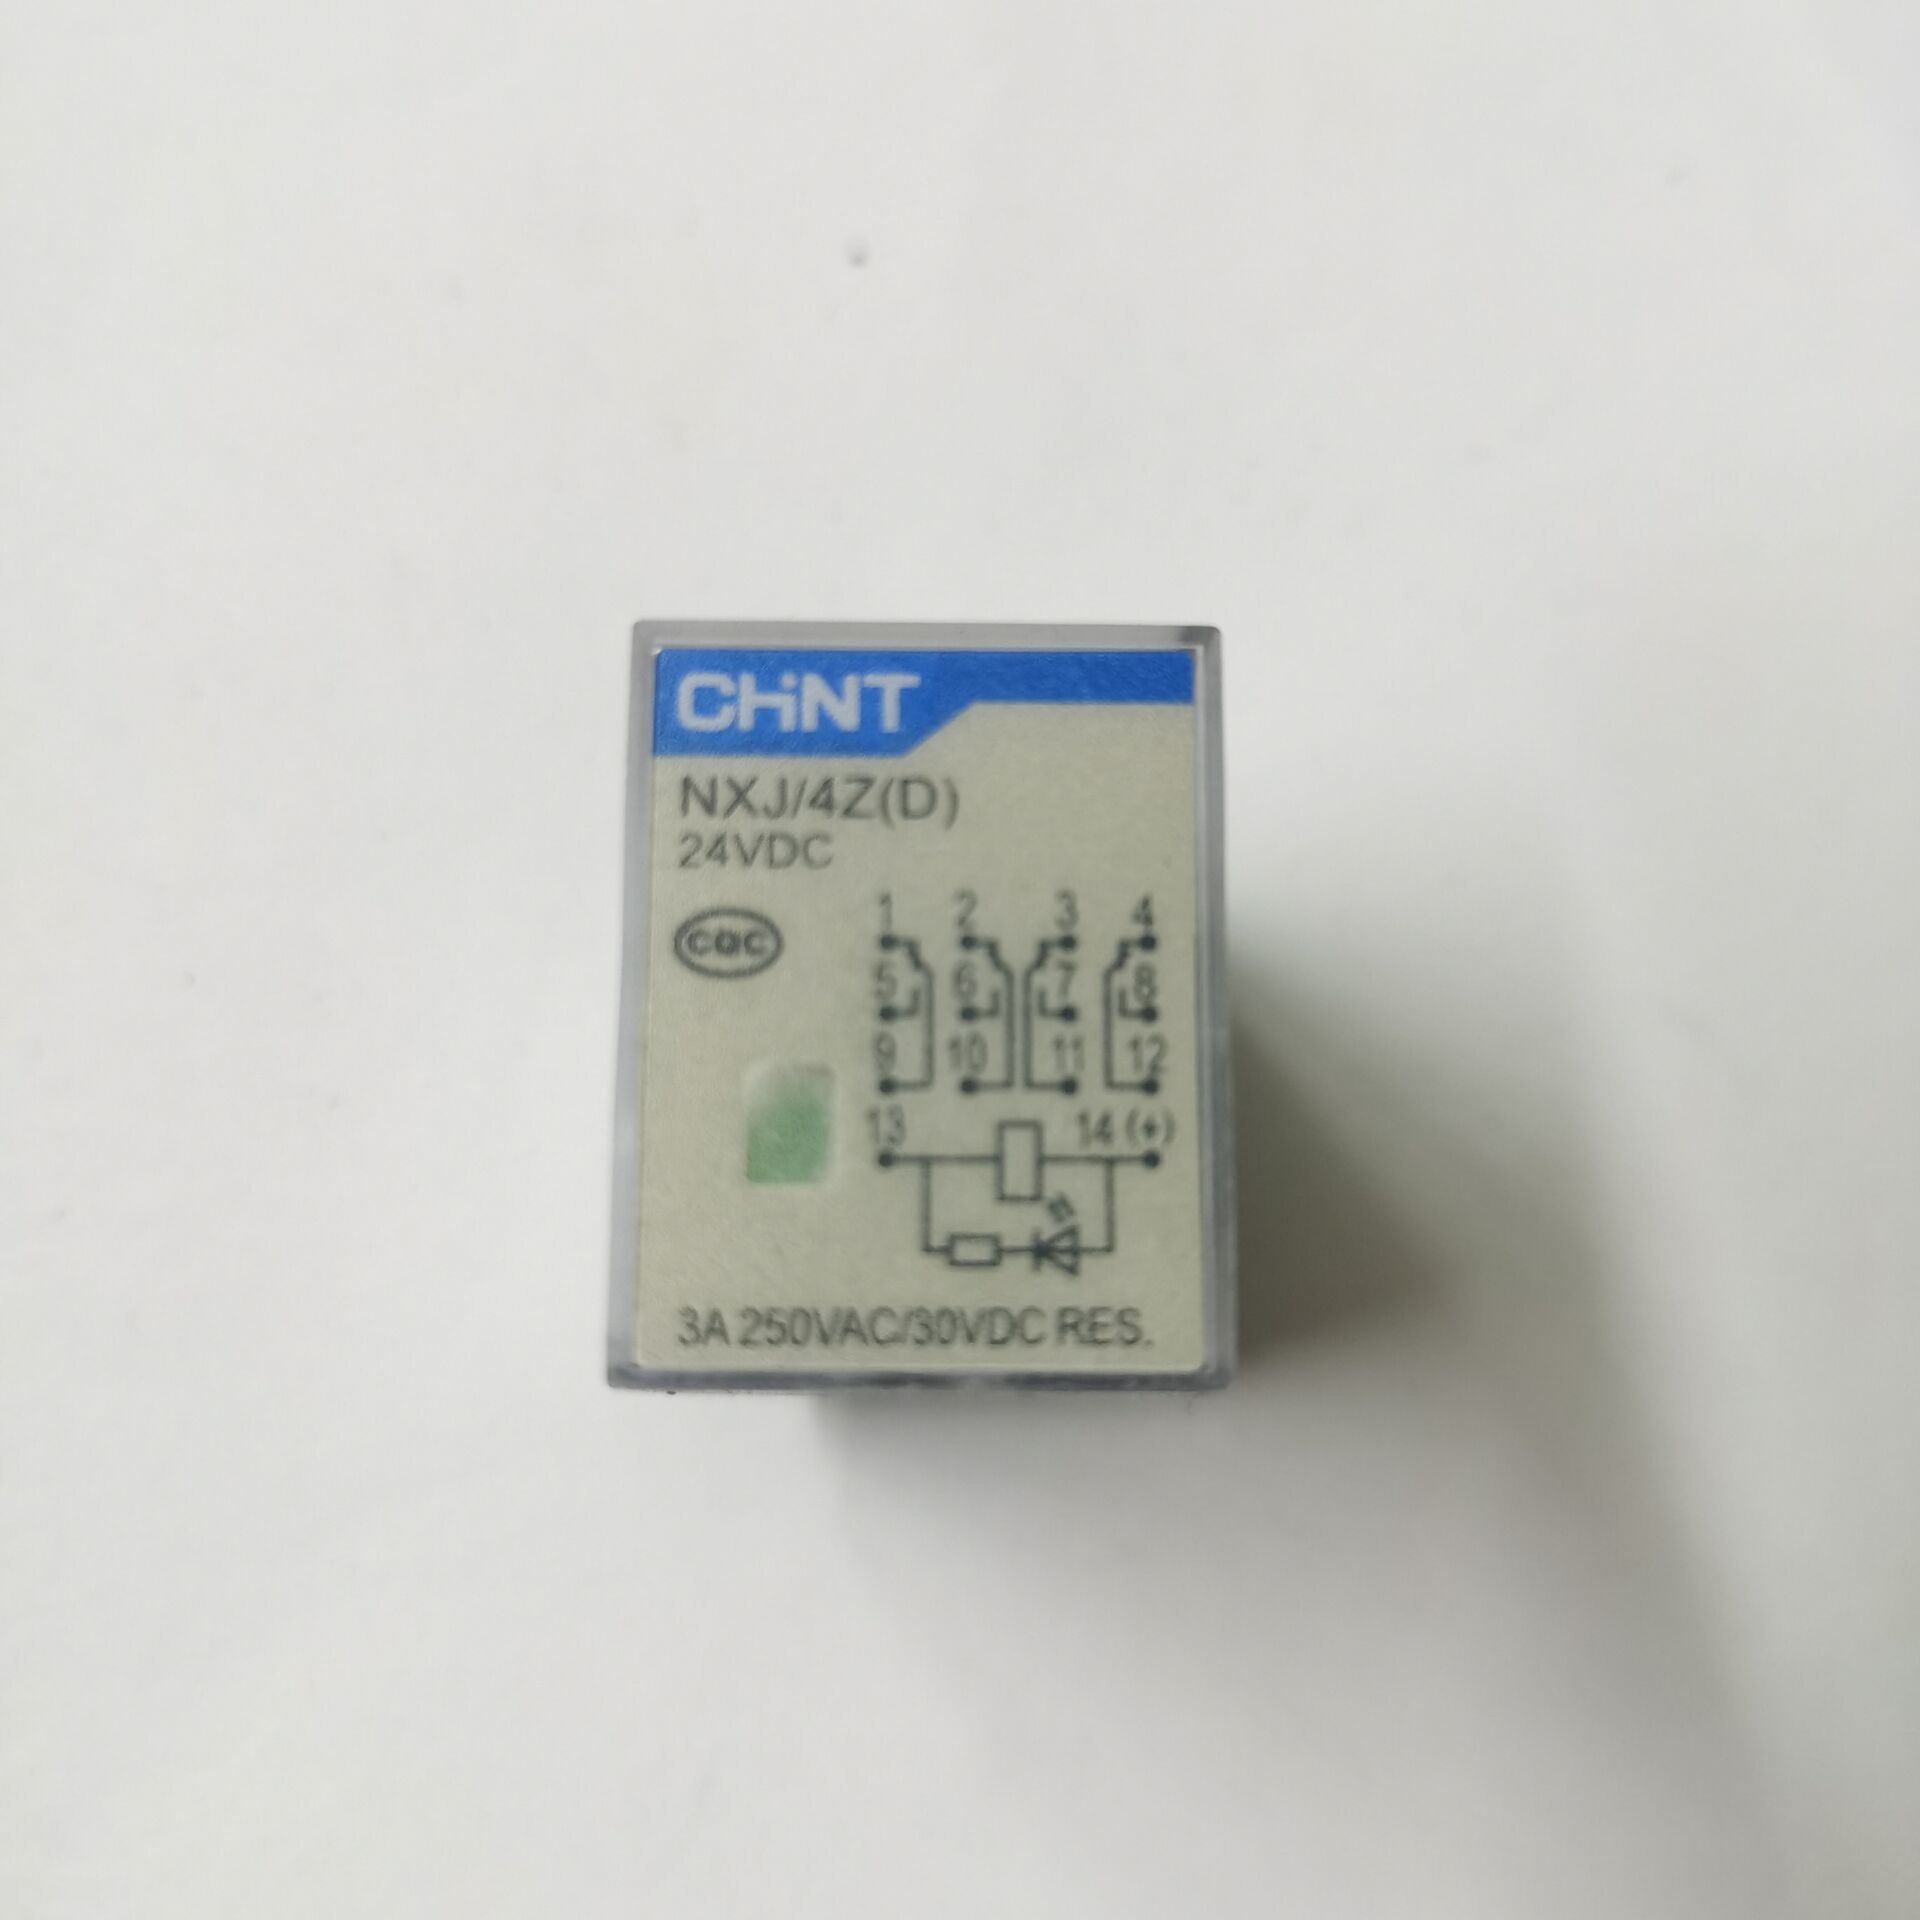 CHiNT
NXJ/4Z(D)
24VDC
CQC
1 2 3 4
5 6 7 8
9 10 11 12
13 14 (+)
3A 250VAC/30VDC RES.